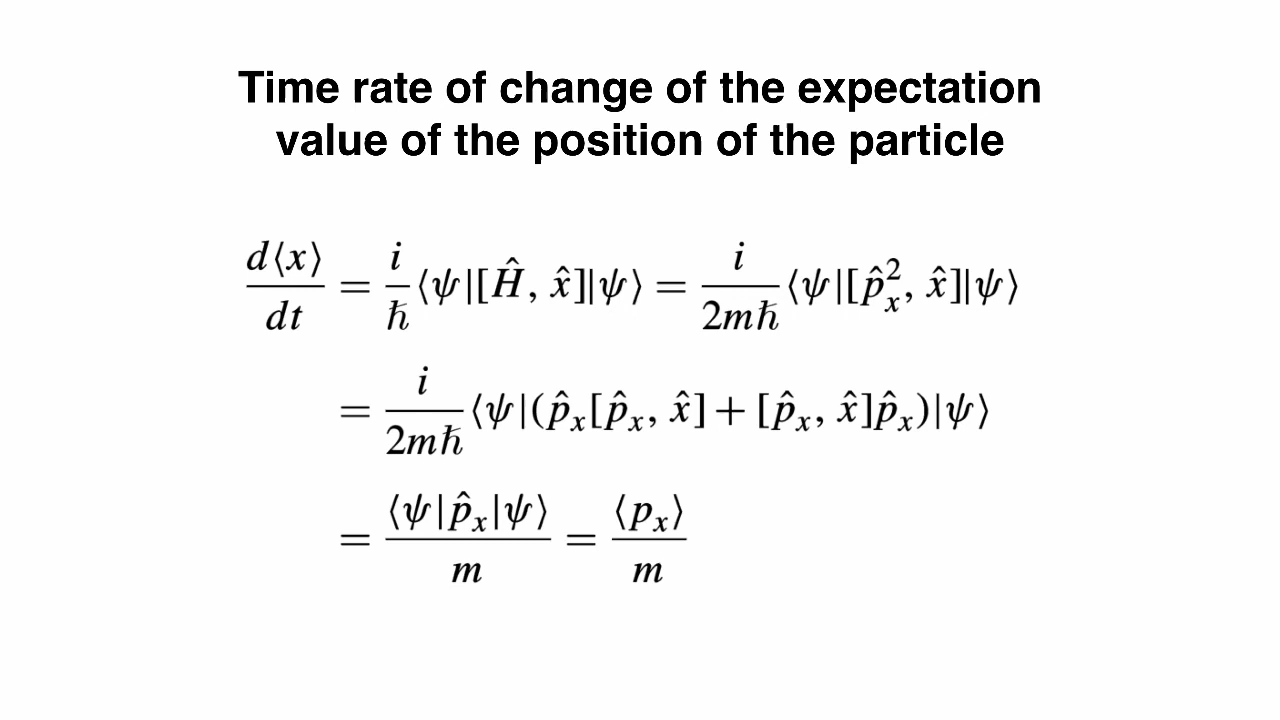 Time rate of change of the expectation
value of the position of the particle
d⟨x⟩/dt = i/ħ ⟨ψ|[Ĥ, x̂]|ψ⟩ = i/2mħ ⟨ψ|[p̂ₓ², x̂]|ψ⟩
= i/2mħ ⟨ψ|(p̂ₓ[p̂ₓ, x̂] + [p̂ₓ, x̂]p̂ₓ)|ψ⟩
= ⟨ψ|p̂ₓ|ψ⟩/m = ⟨pₓ⟩/m